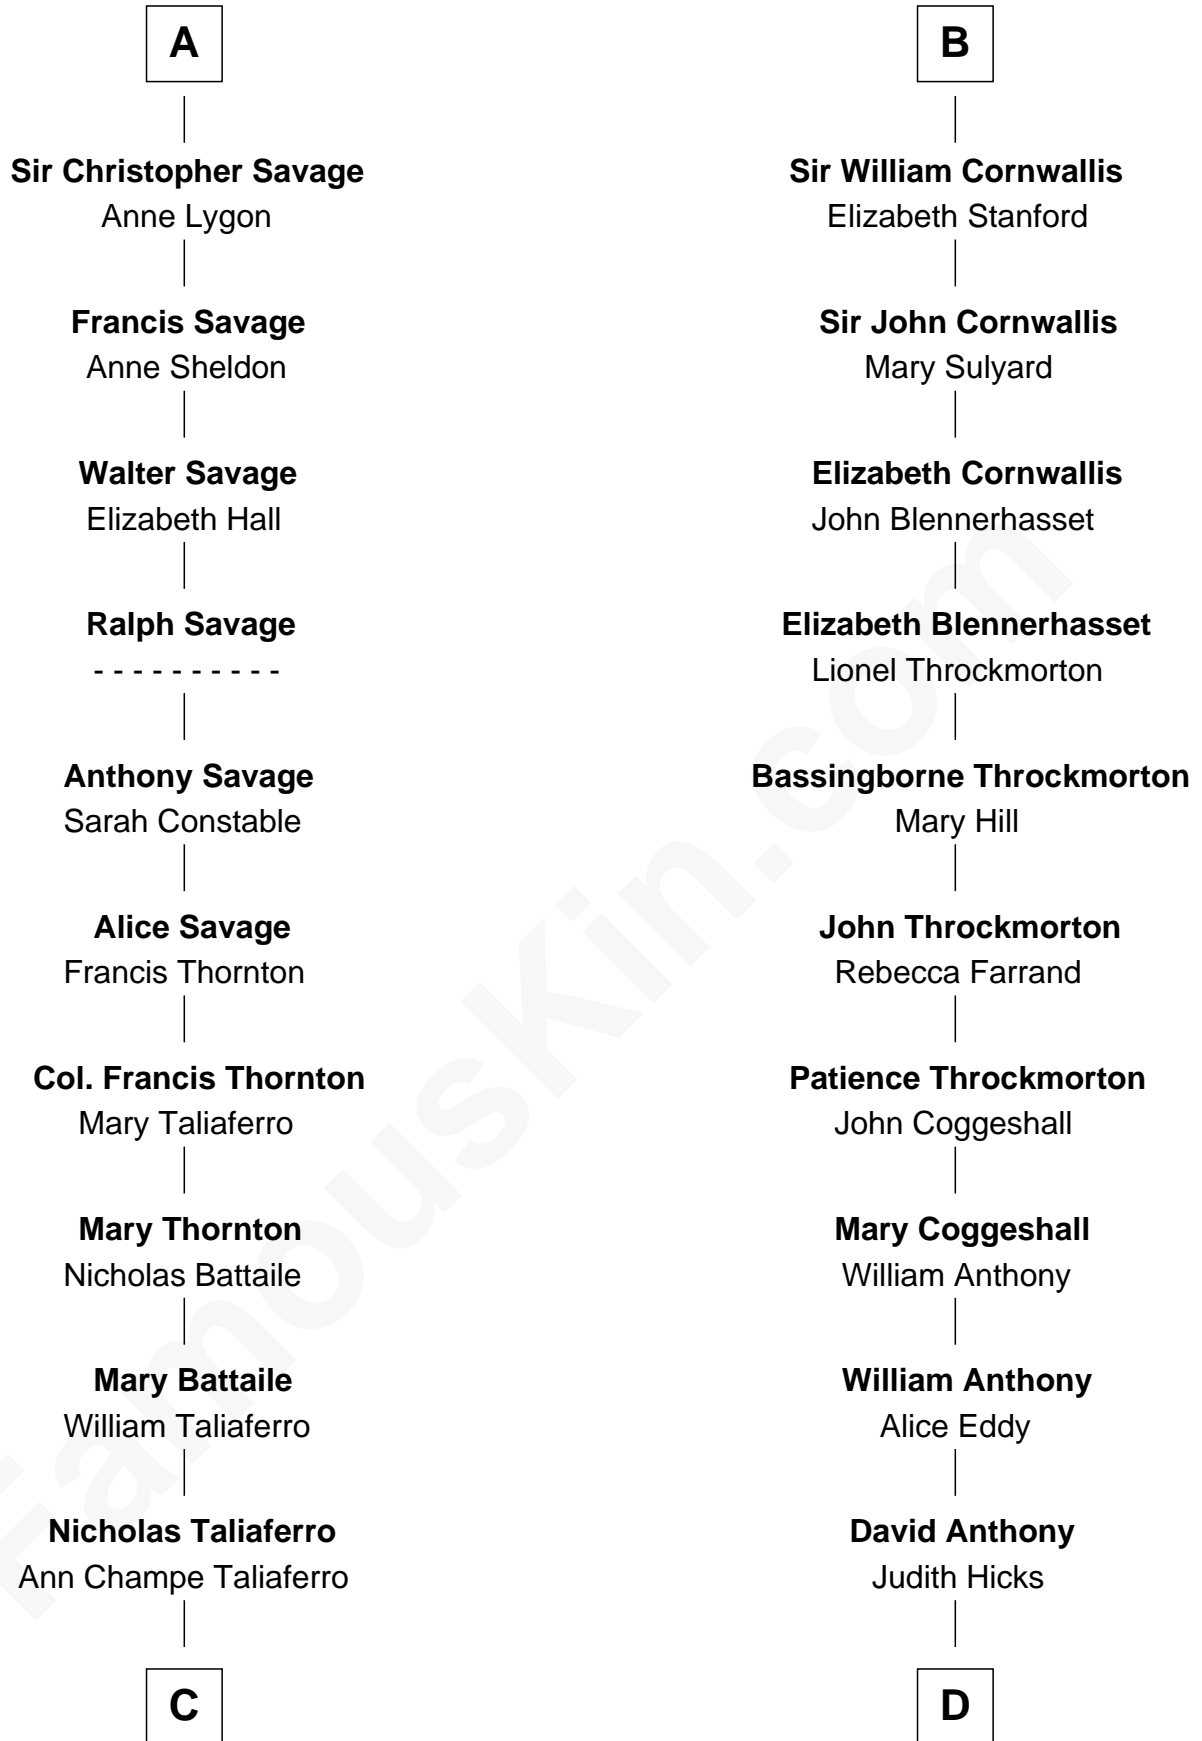 A
Sir Christopher Savage
Anne Lygon
Francis Savage
Anne Sheldon
Walter Savage
Elizabeth Hall
Ralph Savage
- - - - - - - - - -
Anthony Savage
Sarah Constable
Alice Savage
Francis Thornton
Col. Francis Thornton
Mary Taliaferro
Mary Thornton
Nicholas Battaile
Mary Battaile
William Taliaferro
Nicholas Taliaferro
Ann Champe Taliaferro
C
B
Sir William Cornwallis
Elizabeth Stanford
Sir John Cornwallis
Mary Sulyard
Elizabeth Cornwallis
John Blennerhasset
Elizabeth Blennerhasset
Lionel Throckmorton
Bassingborne Throckmorton
Mary Hill
John Throckmorton
Rebecca Farrand
Patience Throckmorton
John Coggeshall
Mary Coggeshall
William Anthony
William Anthony
Alice Eddy
David Anthony
Judith Hicks
D
FamousKin.com